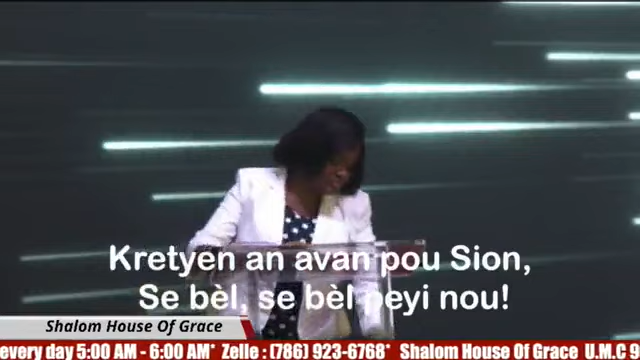 Kretyen an avan pou Sion,
Se bèl, se bèl peyi nou!
Shalom House Of Grace
every day 5:00 AM - 6:00 AM* Zelle : (786) 923-6768* Shalom House Of Grace U.M.C 9